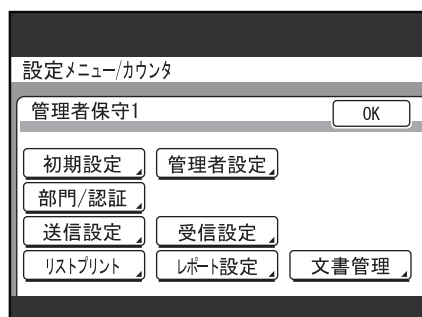 設定メニュー/カウンタ
管理者保守1 OK
初期設定 管理者設定
部門/認証
送信設定 受信設定
リストプリント レポート設定 文書管理